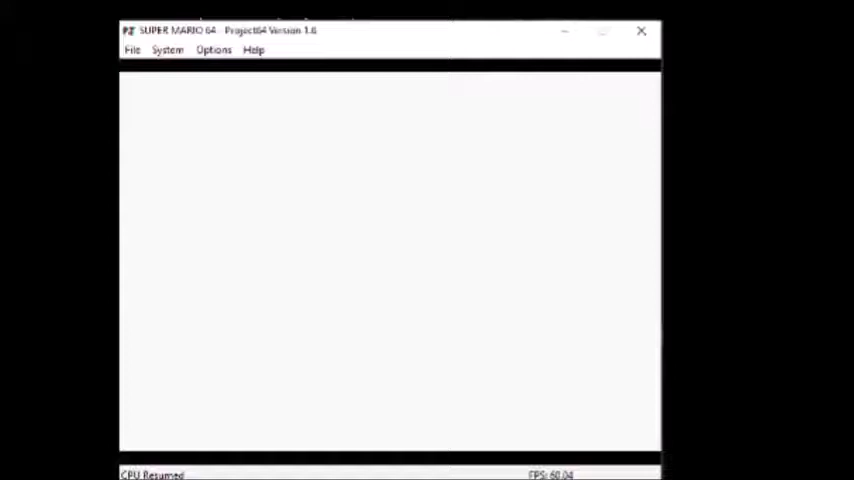 SUPER MARIO 64 - Project64 Version 1.6
File System Options Help
CPU Resumed FPS: 60.04